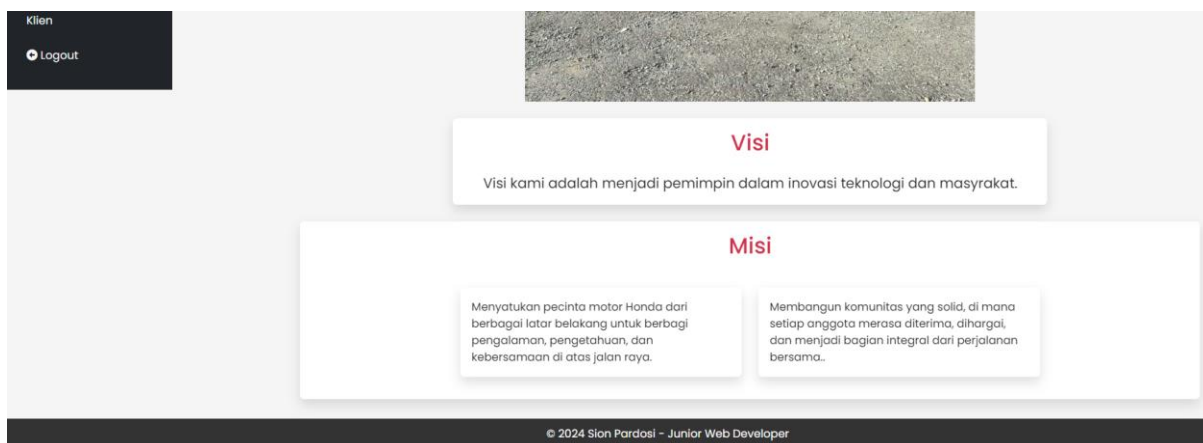 Klien
Logout
Visi
Visi kami adalah menjadi pemimpin dalam inovasi teknologi dan masyrakat.
Misi
Menyatukan pecinta motor Honda dari
berbagai latar belakang untuk berbagi
pengalaman, pengetahuan, dan
kebersamaan di atas jalan raya.
Membangun komunitas yang solid, di mana
setiap anggota merasa diterima, dihargai,
dan menjadi bagian integral dari perjalanan
bersama..
© 2024 Sion Pardosi - Junior Web Developer